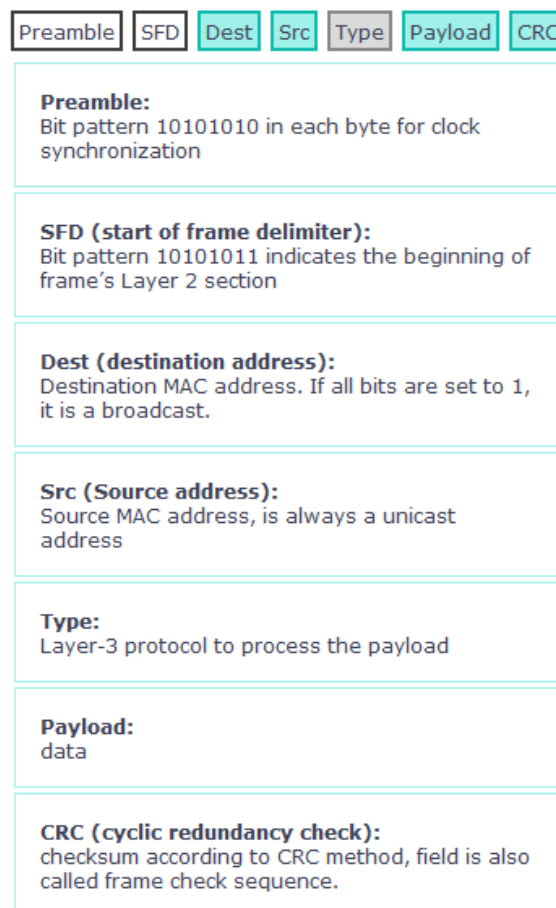 Preamble SFD Dest Src Type Payload CRC
Preamble:
Bit pattern 10101010 in each byte for clock
synchronization
SFD (start of frame delimiter):
Bit pattern 10101011 indicates the beginning of
frame’s Layer 2 section
Dest (destination address):
Destination MAC address. If all bits are set to 1,
it is a broadcast.
Src (Source address):
Source MAC address, is always a unicast
address
Type:
Layer-3 protocol to process the payload
Payload:
data
CRC (cyclic redundancy check):
checksum according to CRC method, field is also
called frame check sequence.